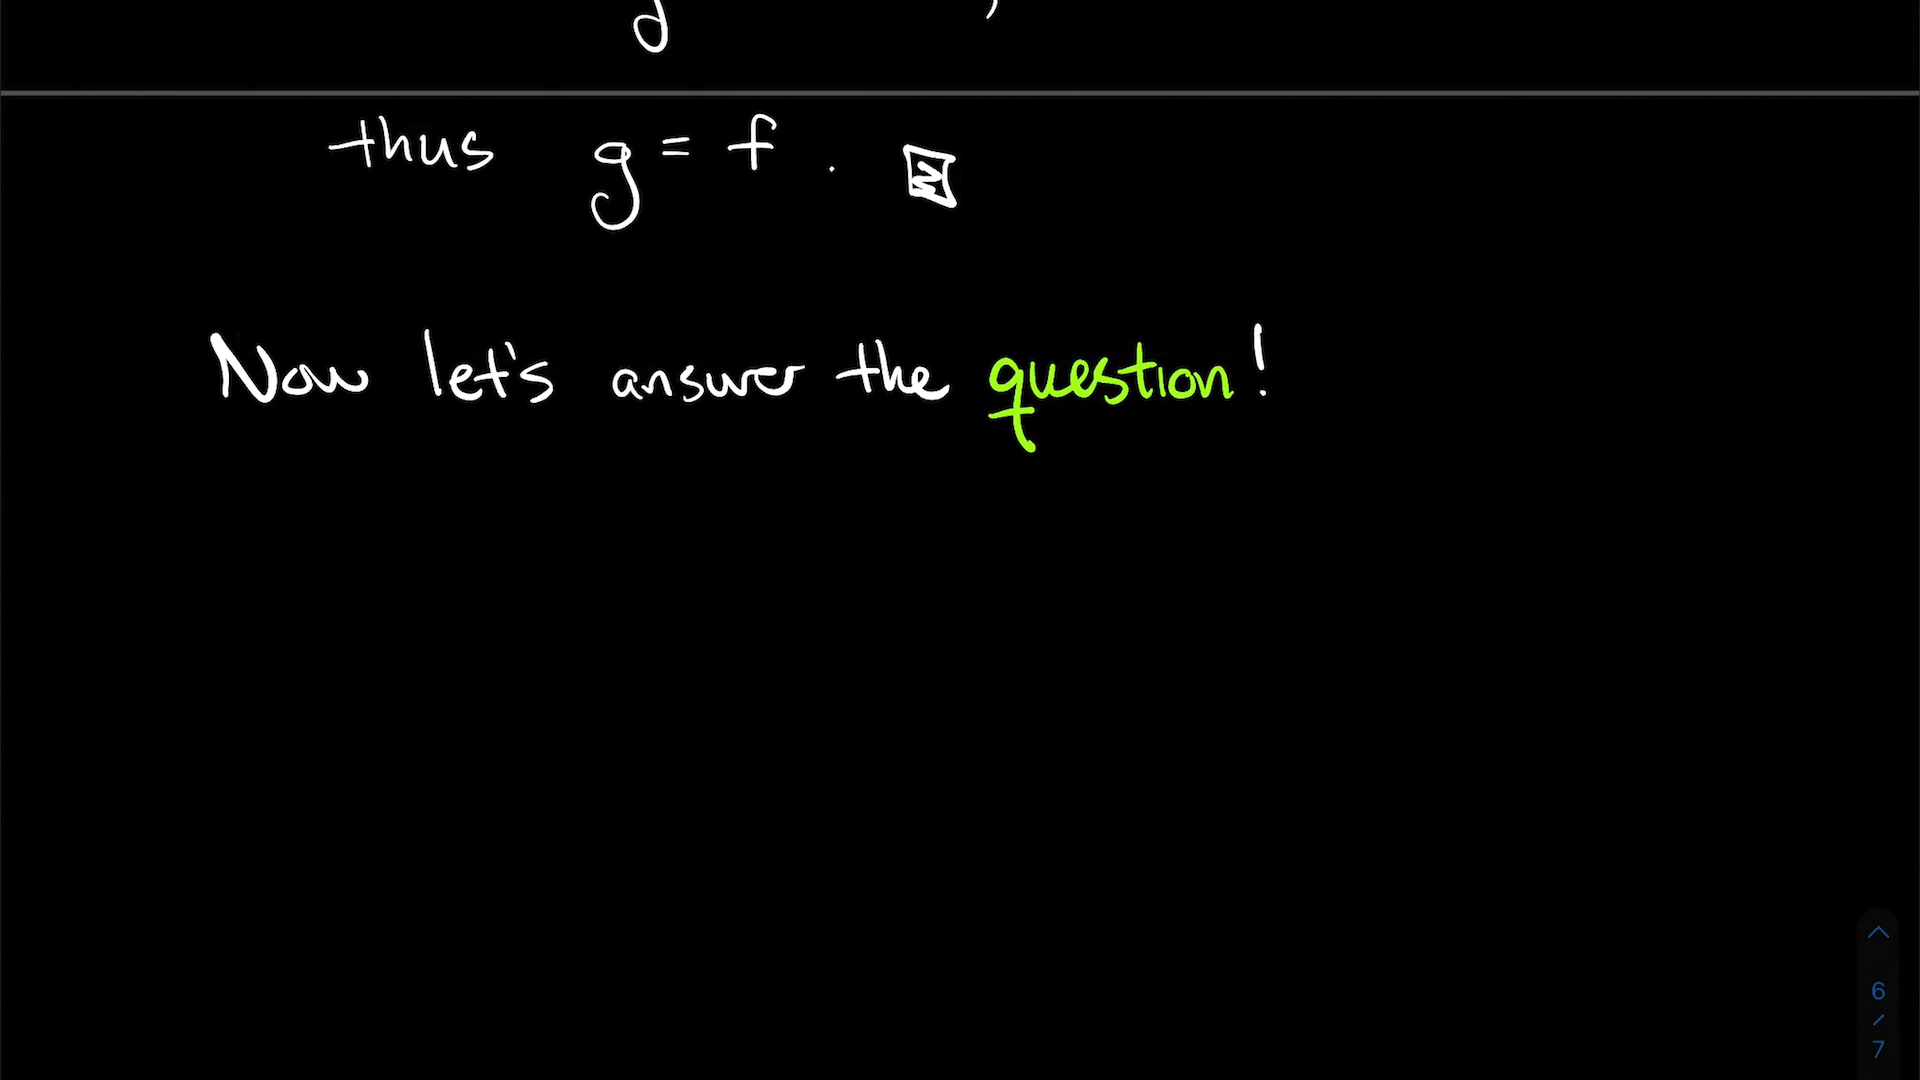 thus g = f .
Now let's answer the question!
6
/
7